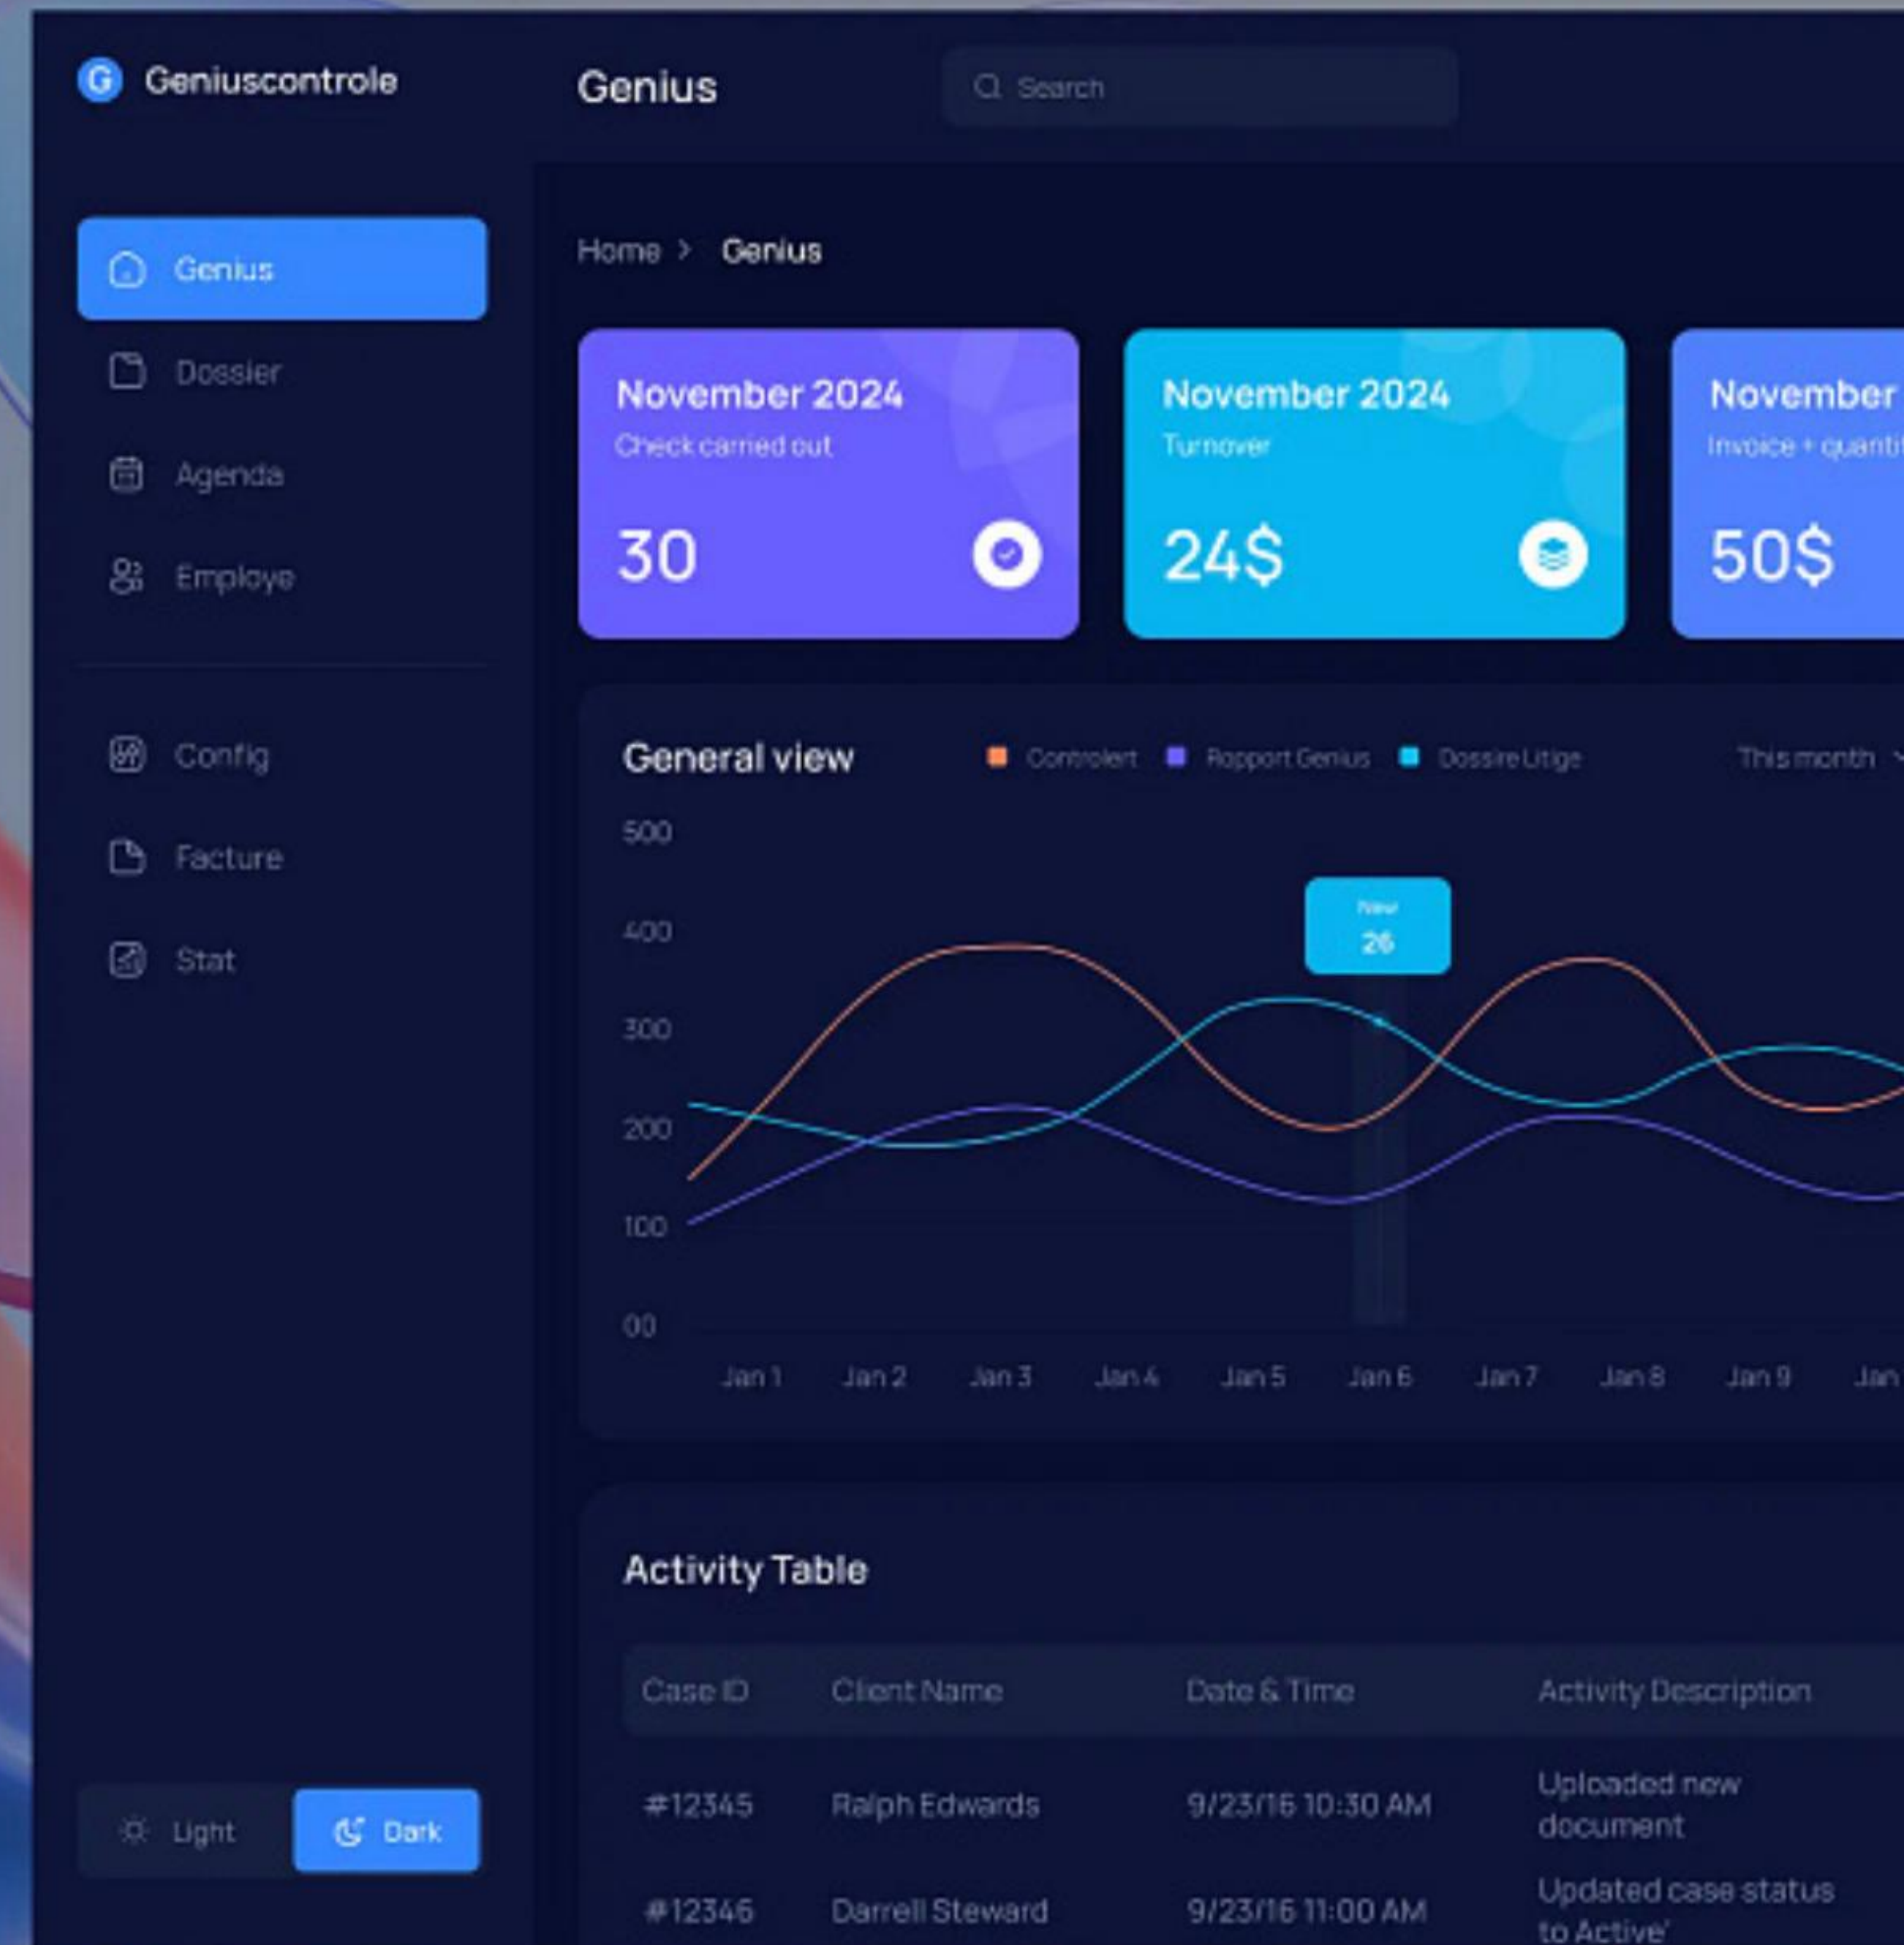 Geniuscontrole
Genius
Search
Genius
Dossier
Agenda
Employe
Config
Facture
Stat
Light
Dark
Home > Genius
November 2024
Check carried out
30
November 2024
Turnover
24$
November
Invoice + quanti
50$
General view
Controlert
Rapport Genius
Dossire Litige
This month
500
400
300
200
100
00
New
26
Jan 1 Jan 2 Jan 3 Jan 4 Jan 5 Jan 6 Jan 7 Jan 8 Jan 9 Jan
Activity Table
Case ID Client Name Date & Time Activity Description
#12345 Ralph Edwards 9/23/16 10:30 AM Uploaded new
document
#12346 Darrell Steward 9/23/16 11:00 AM Updated case status
to Active'